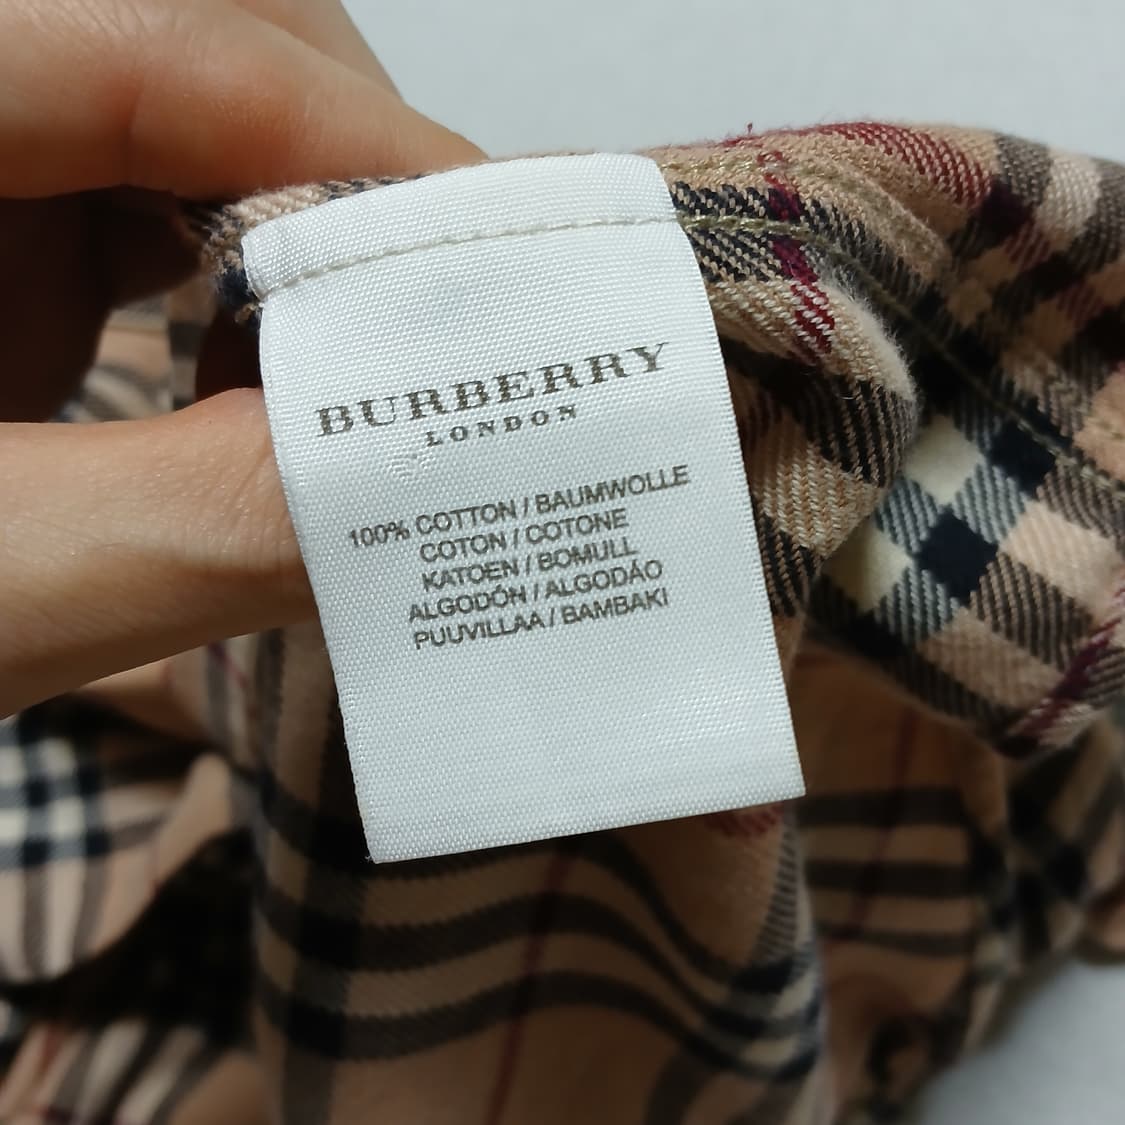 BURBERRY
LONDON
100% COTTON / BAUMWOLLE
COTON / COTONE
KATOEN / BOMULL
ALGODÓN / ALGODÃO
PUUVILLAA / BAMBAKI